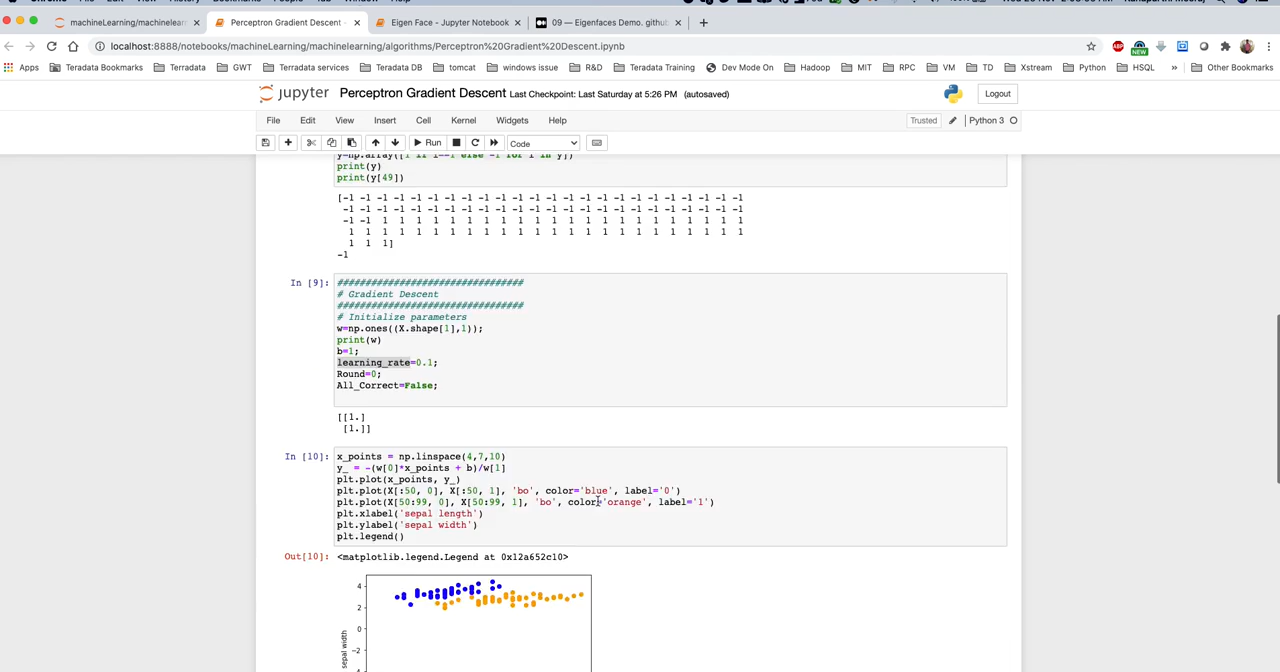 machineLearning/machinelearn
Perceptron Gradient Descent -
Eigen Face - Jupyter Notebook
09 — Eigenfaces Demo. github
localhost:8888/notebooks/machineLearning/machinelearning/algorithms/Perceptron%20Gradient%20Descent.ipynb
Apps Teradata Bookmarks Terradata GWT Terradata services Teradata DB tomcat windows issue R&D Teradata Training Dev Mode On Hadoop MIT RPC VM TD Xstream Python HSQL » Other Bookmarks
jupyter Perceptron Gradient Descent Last Checkpoint: Last Saturday at 5:26 PM (autosaved) Logout
File Edit View Insert Cell Kernel Widgets Help Trusted Python 3
Run Code
y=np.array([1 if i==1 else -1 for i in y])
print(y)
print(y[49])
[-1 -1 -1 -1 -1 -1 -1 -1 -1 -1 -1 -1 -1 -1 -1 -1 -1 -1 -1 -1 -1 -1 -1 -1
-1 -1 -1 -1 -1 -1 -1 -1 -1 -1 -1 -1 -1 -1 -1 -1 -1 -1 -1 -1 -1 -1 -1 -1
-1 -1 1 1 1 1 1 1 1 1 1 1 1 1 1 1 1 1 1 1 1 1 1 1
1 1 1 1 1 1 1 1 1 1 1 1 1 1 1 1 1 1 1 1 1 1 1 1
1 1 1]
-1
In [9]:
################################
# Gradient Descent
################################
# Initialize parameters
w=np.ones((X.shape[1],1));
print(w)
b=1;
learning_rate=0.1;
Round=0;
All_Correct=False;
[[1.]
[1.]]
In [10]:
x_points = np.linspace(4,7,10)
y_ = -(w[0]*x_points + b)/w[1]
plt.plot(x_points, y_)
plt.plot(X[:50, 0], X[:50, 1], 'bo', color='blue', label='0')
plt.plot(X[50:99, 0], X[50:99, 1], 'bo', color='orange', label='1')
plt.xlabel('sepal length')
plt.ylabel('sepal width')
plt.legend()
Out[10]: <matplotlib.legend.Legend at 0x12a652c10>
4
2
0
−2
sepal width